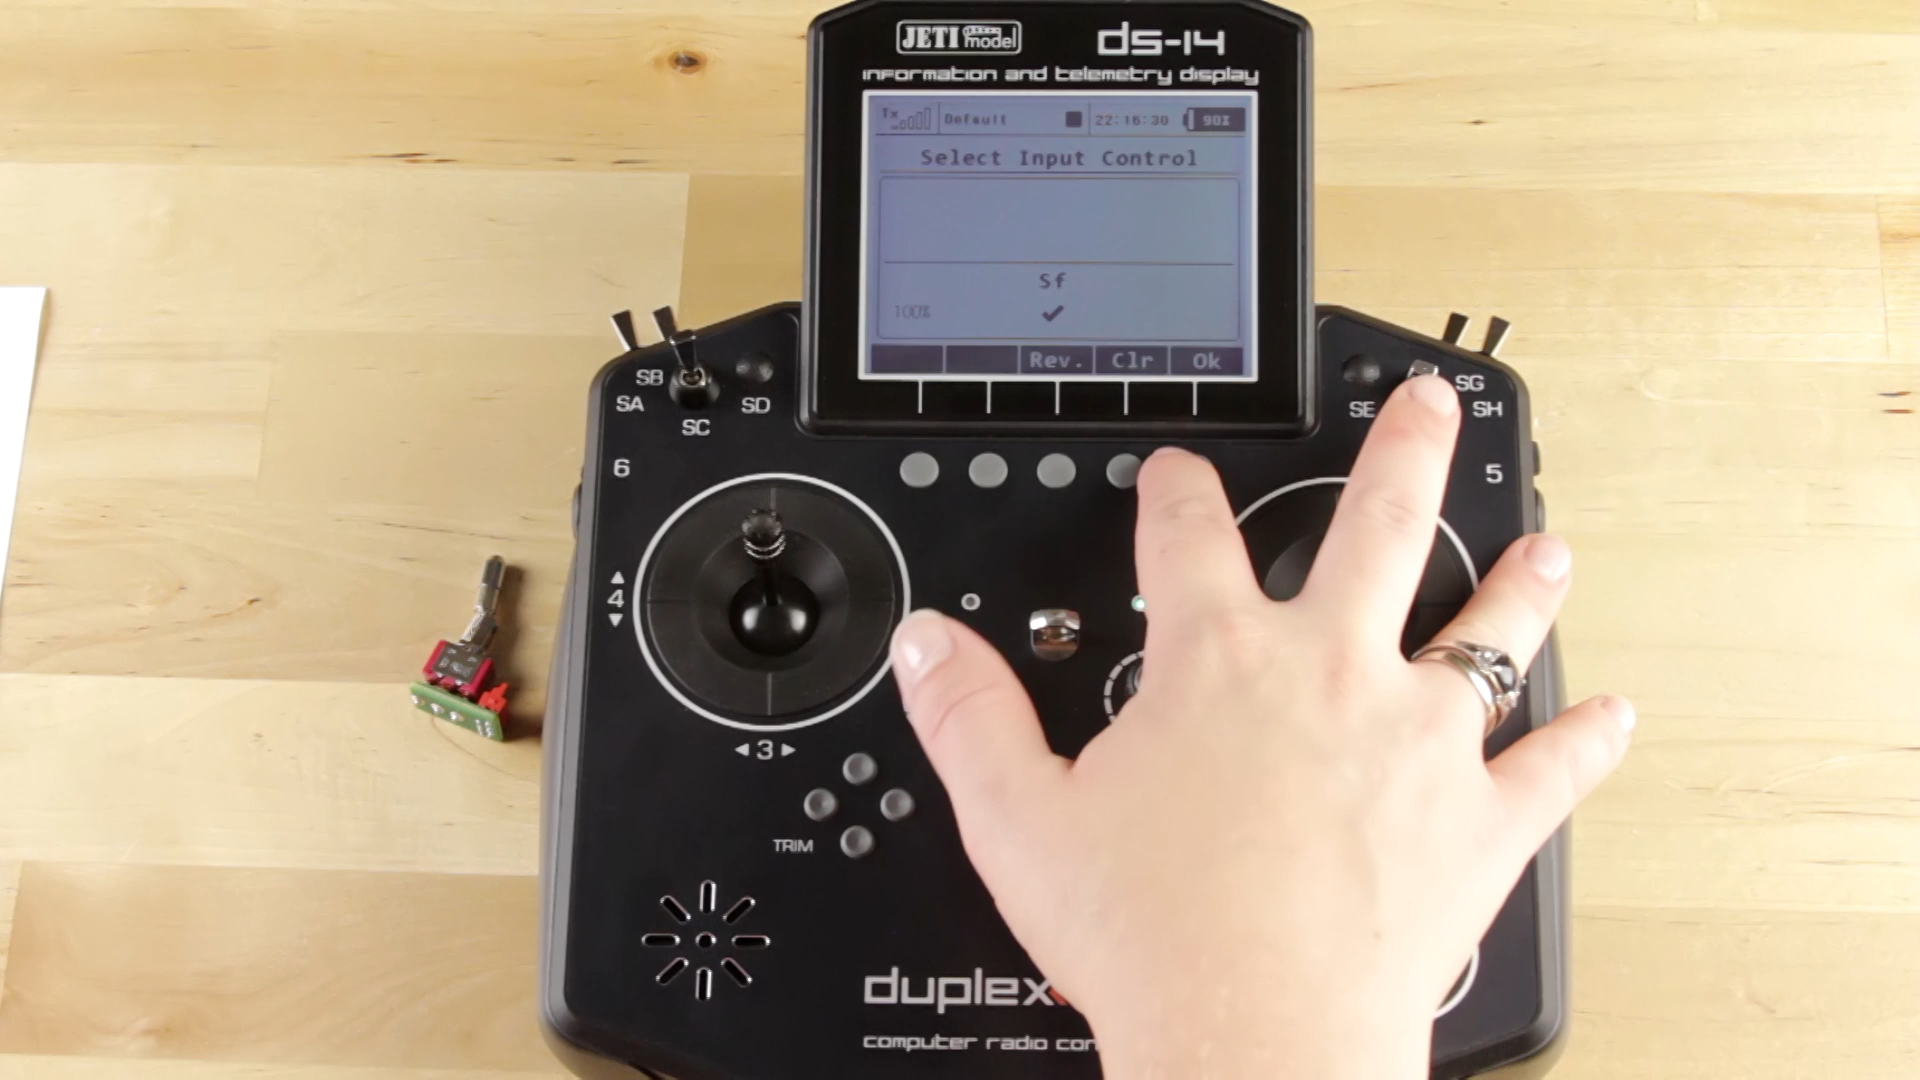 JETI model
ds-14
information and telemetry display
Tx Default 22:16:30 90%
Select Input Control
Sf
100%
Rev. Clr Ok
SB
SA
SC
SD
SE
SG
SH
6
5
4
3
TRIM
duplex
computer radio con